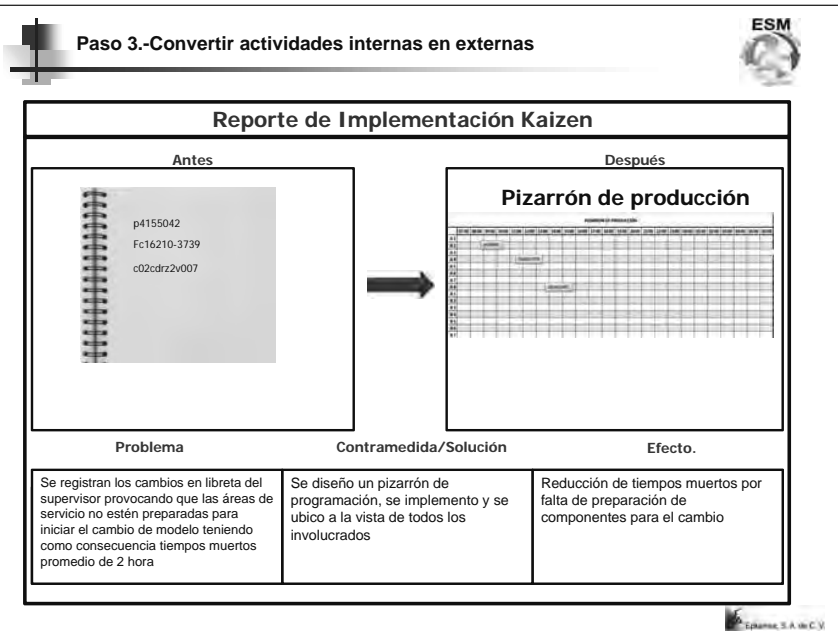 ESM
Paso 3.-Convertir actividades internas en externas
Reporte de Implementación Kaizen
Antes
Después
p4155042
Fc16210-3739
c02cdrz2v007
Pizarrón de producción
PIZARRON DE PRODUCCIÓN
Problema
Contramedida/Solución
Efecto.
Se registran los cambios en libreta del
supervisor provocando que las áreas de
servicio no estén preparadas para
iniciar el cambio de modelo teniendo
como consecuencia tiempos muertos
promedio de 2 hora
Se diseño un pizarrón de
programación, se implemento y se
ubico a la vista de todos los
involucrados
Reducción de tiempos muertos por
falta de preparación de
componentes para el cambio
S.A. de C.V.